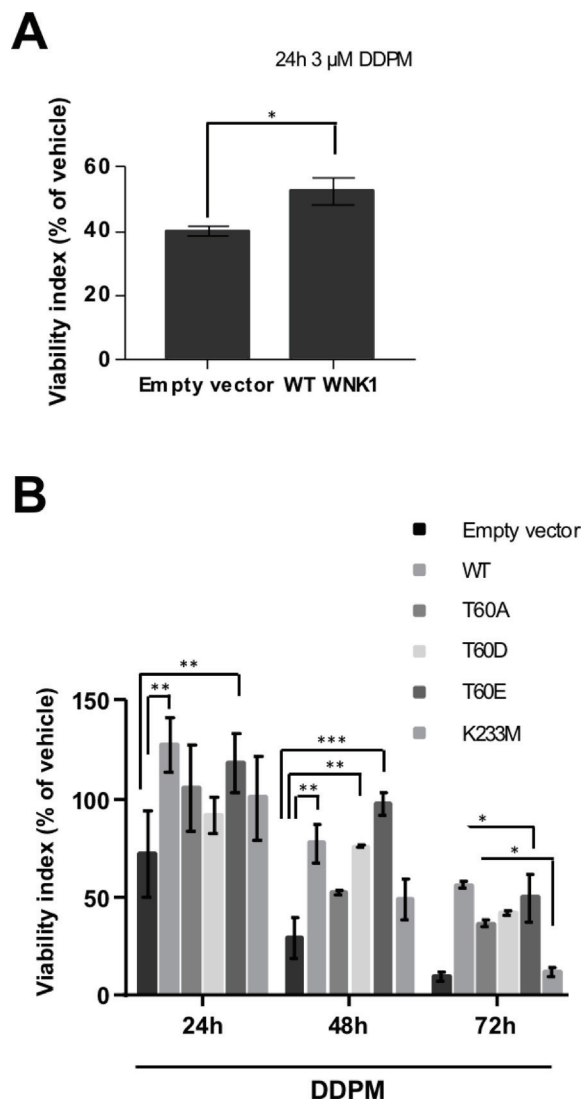 A
24h 3 µM DDPM
Viability index (% of vehicle)
*
60
40
20
0
Empty vector WT WNK1
B
Empty vector
WT
T60A
T60D
T60E
K233M
Viability index (% of vehicle)
150
100
50
0
**
**
***
**
**
*
*
24h 48h 72h
DDPM